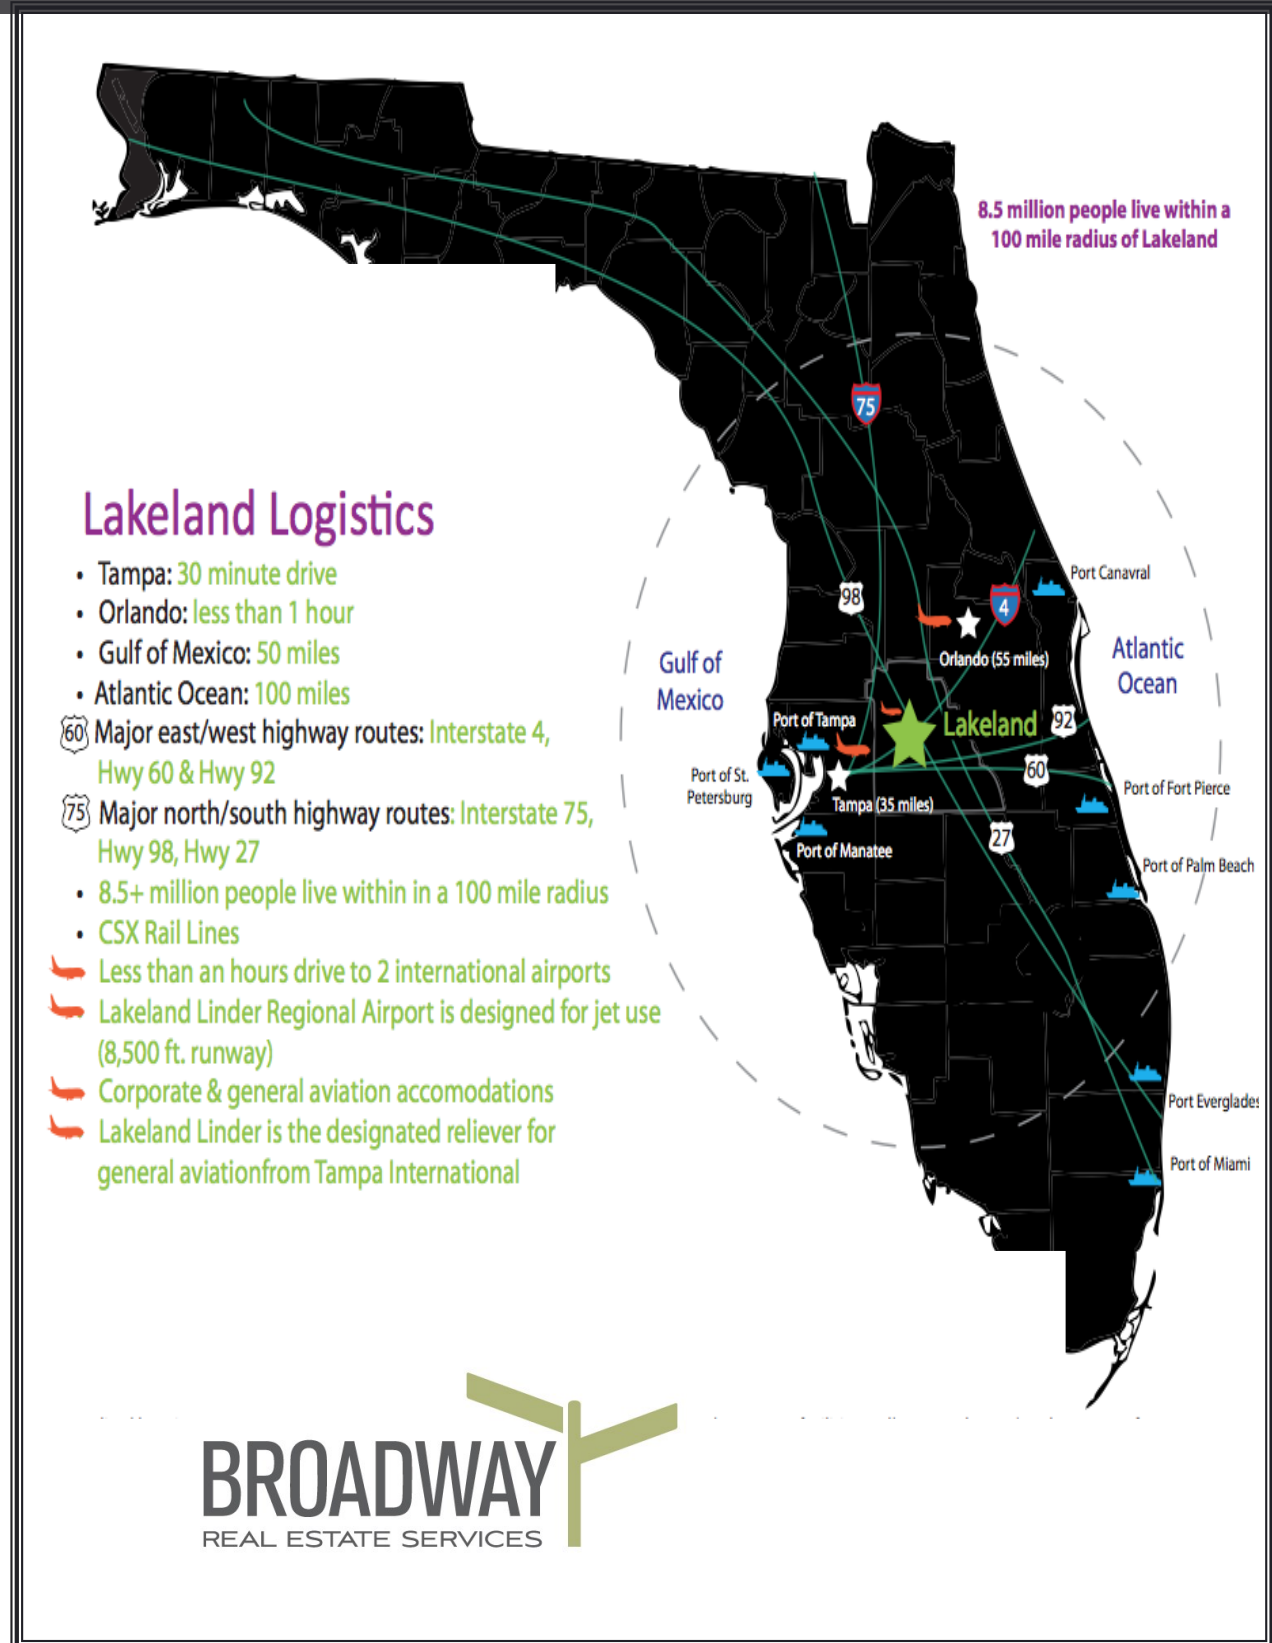 8.5 million people live within a
100 mile radius of Lakeland
75
Lakeland Logistics
• Tampa: 30 minute drive
• Orlando: less than 1 hour
• Gulf of Mexico: 50 miles
• Atlantic Ocean: 100 miles
60 Major east/west highway routes: Interstate 4,
Hwy 60 & Hwy 92
75 Major north/south highway routes: Interstate 75,
Hwy 98, Hwy 27
• 8.5+ million people live within in a 100 mile radius
• CSX Rail Lines
Less than an hours drive to 2 international airports
Lakeland Linder Regional Airport is designed for jet use
(8,500 ft. runway)
Corporate & general aviation accomodations
Lakeland Linder is the designated reliever for
general aviationfrom Tampa International
Port Canavral
98
4
Orlando (55 miles)
Gulf of
Mexico
Atlantic
Ocean
Port of Tampa
Lakeland
92
Port of St.
Petersburg
60
Port of Fort Pierce
Tampa (35 miles)
27
Port of Manatee
Port of Palm Beach
Port Everglades
Port of Miami
BROADWAY
REAL ESTATE SERVICES